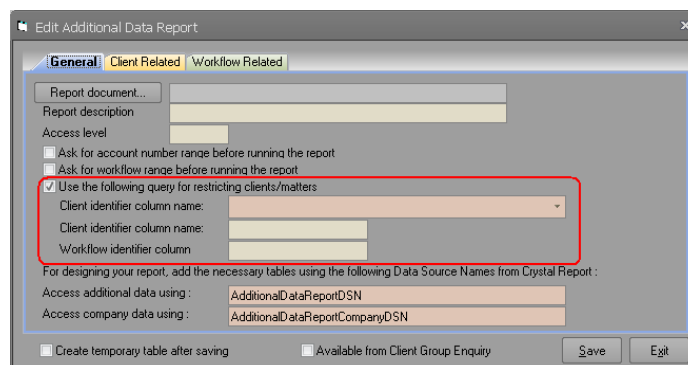 Edit Additional Data Report
General Client Related Workflow Related
Report document...
Report description
Access level
Ask for account number range before running the report
Ask for workflow range before running the report
Use the following query for restricting clients/matters
Client identifier column name:
Client identifier column name:
Workflow identifier column
For designing your report, add the necessary tables using the following Data Source Names from Crystal Report :
Access additional data using : AdditionalDataReportDSN
Access company data using : AdditionalDataReportCompanyDSN
Create temporary table after saving Available from Client Group Enquiry Save Exit